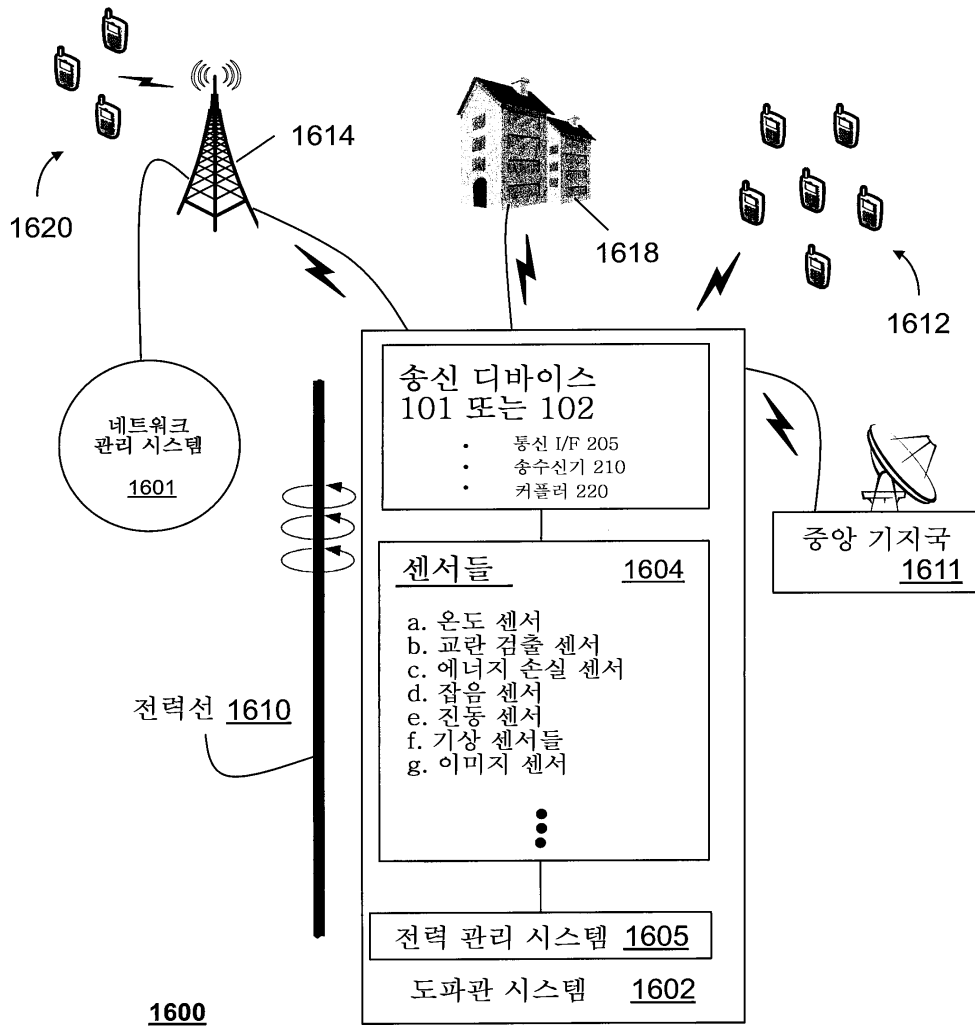 1614
1620
1618
1612
송신 디바이스
101 또는 102
• 통신 I/F 205
• 송수신기 210
• 커플러 220
네트워크
관리 시스템
1601
중앙 기지국
1611
센서들 1604
a. 온도 센서
b. 교란 검출 센서
c. 에너지 손실 센서
d. 잡음 센서
e. 진동 센서
f. 기상 센서들
g. 이미지 센서
전력선 1610
전력 관리 시스템 1605
도파관 시스템 1602
1600